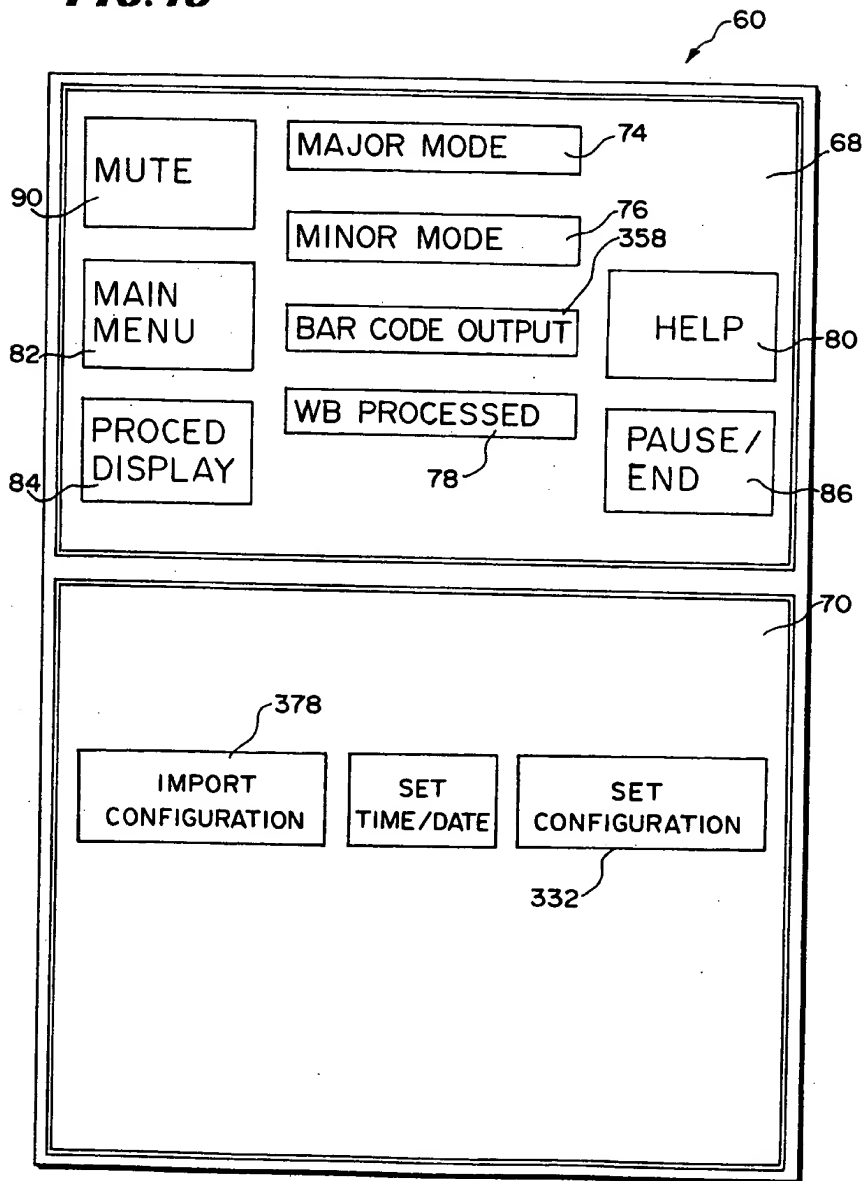 60
MUTE
MAJOR MODE
74
68
90
MINOR MODE
76
358
MAIN
MENU
BAR CODE OUTPUT
HELP
82
80
WB PROCESSED
PROCED
DISPLAY
PAUSE/
END
84
78
86
70
378
IMPORT
CONFIGURATION
SET
TIME/DATE
SET
CONFIGURATION
332